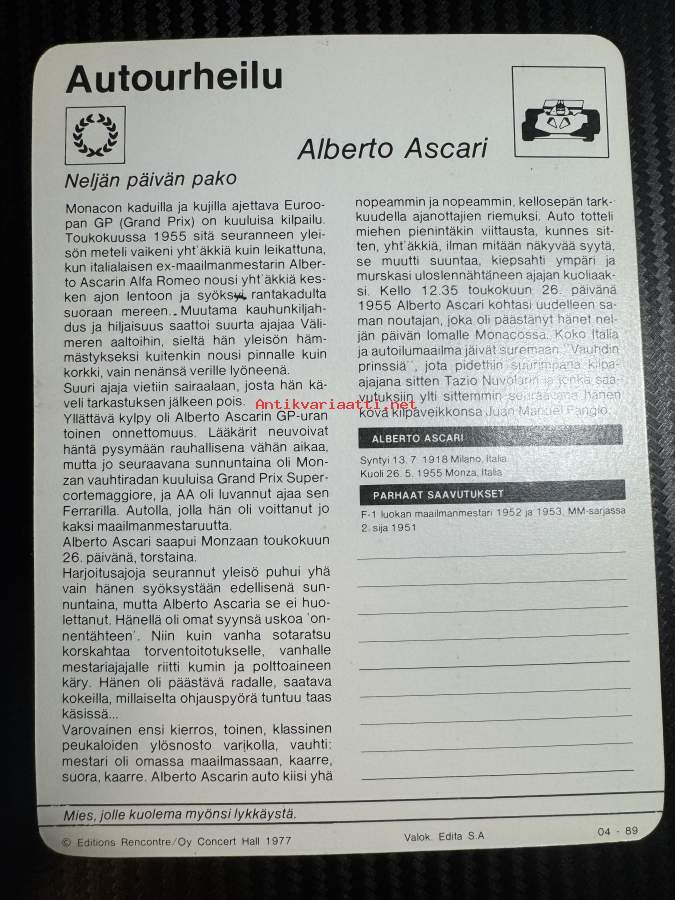 Autourheilu
Alberto Ascari
Neljän päivän pako
Monacon kaduilla ja kujilla ajettava Euroo-
pan GP (Grand Prix) on kuuluisa kilpailu.
Toukokuussa 1955 sitä seuranneen ylei-
sön meteli vaikeni yht'äkkiä kuin leikattuna,
kun italialaisen ex-maailmanmestarin Alber-
to Ascarin Alfa Romeo nousi yht'äkkiä kes-
ken ajon lentoon ja syöksyi rantakadulta
suoraan mereen. Muutama kauhunkiljah-
dus ja hiljaisuus saattoi suurta ajajaa Väli-
meren aaltoihin, sieltä hän yleisön häm-
mästykseksi kuitenkin nousi pinnalle kuin
korkki, vain nenänsä verille lyöneenä.
Suuri ajaja vietiin sairaalaan, josta hän kä-
veli tarkastuksen jälkeen pois.
Yllättävä kylpy oli Alberto Ascarin GP-uran
toinen onnettomuus. Lääkärit neuvoivat
häntä pysymään rauhallisena vähän aikaa,
mutta jo seuraavana sunnuntaina oli Mon-
zan vauhtiradan kuuluisa Grand Prix Super-
cortemaggiore, ja AA oli luvannut ajaa sen
Ferrarilla. Autolla, jolla hän oli voittanut jo
kaksi maailmanmestaruutta.
Alberto Ascari saapui Monzaan toukokuun
26. päivänä, torstaina.
Harjoitusajoja seurannut yleisö puhui yhä
vain hänen syöksystään edellisenä sun-
nuntaina, mutta Alberto Ascaria se ei huo-
lettanut. Hänellä oli omat syynsä uskoa 'on-
nentähteen'. Niin kuin vanha sotaratsu
korskahtaa torventoitotukselle, vanhalle
mestariajajalle riitti kumin ja polttoaineen
käry. Hänen oli päästävä radalle, saatava
kokeilla, millaiselta ohjauspyörä tuntuu taas
käsissä...
Varovainen ensi kierros, toinen, klassinen
peukaloiden ylösnosto varikolla, vauhti:
mestari oli omassa maailmassaan, kaarre,
suora, kaarre. Alberto Ascarin auto kiisi yhä
nopeammin ja nopeammin, kellosepän tark-
kuudella ajanottajien riemuksi. Auto totteli
miehen pienintäkin viittausta, kunnes sit-
ten, yht'äkkiä, ilman mitään näkyvää syytä,
se muutti suuntaa, kiepsahti ympäri ja
murskasi uloslennähtäneen ajajan kuoliaak-
si. Kello 12.35 toukokuun 26. päivänä
1955 Alberto Ascari kohtasi uudelleen sa-
man noutajan, joka oli päästänyt hänet nel-
jän päivän lomalle Monacossa. Koko Italia
ja autoilumaailma jäivät suremaan "Vauhdin
prinssiä", jota pidettiin suurimpana kilpa-
ajajana sitten Tazio Nuvolarin ja jonka saa-
vutuksiin ylti sittemmin seuraavana hänen
kova kilpaveikkonsa Juan Manuel Fangio.
ALBERTO ASCARI
Syntyi 13. 7. 1918 Milano, Italia
Kuoli 26. 5. 1955 Monza, Italia
PARHAAT SAAVUTUKSET
F-1 luokan maailmanmestari 1952 ja 1953, MM-sarjassa
2. sija 1951
Mies, jolle kuolema myönsi lykkäystä.
© Editions Rencontre/Oy Concert Hall 1977
Valok. Edita S.A.
04 - 89
Antikvariaatti.net